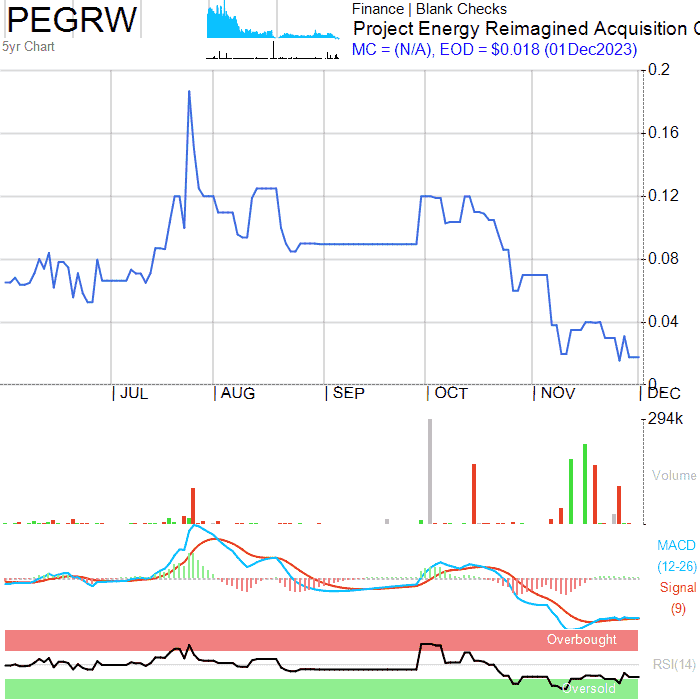 PEGRW
5yr Chart
Finance | Blank Checks
Project Energy Reimagined Acquisition C
MC = (N/A), EOD = $0.018 (01Dec2023)
0.2
0.16
0.12
0.08
0.04
0
JUL AUG SEP OCT NOV DEC
294k
Volume
MACD
(12-26)
Signal
(9)
Overbought
RSI(14)
Oversold